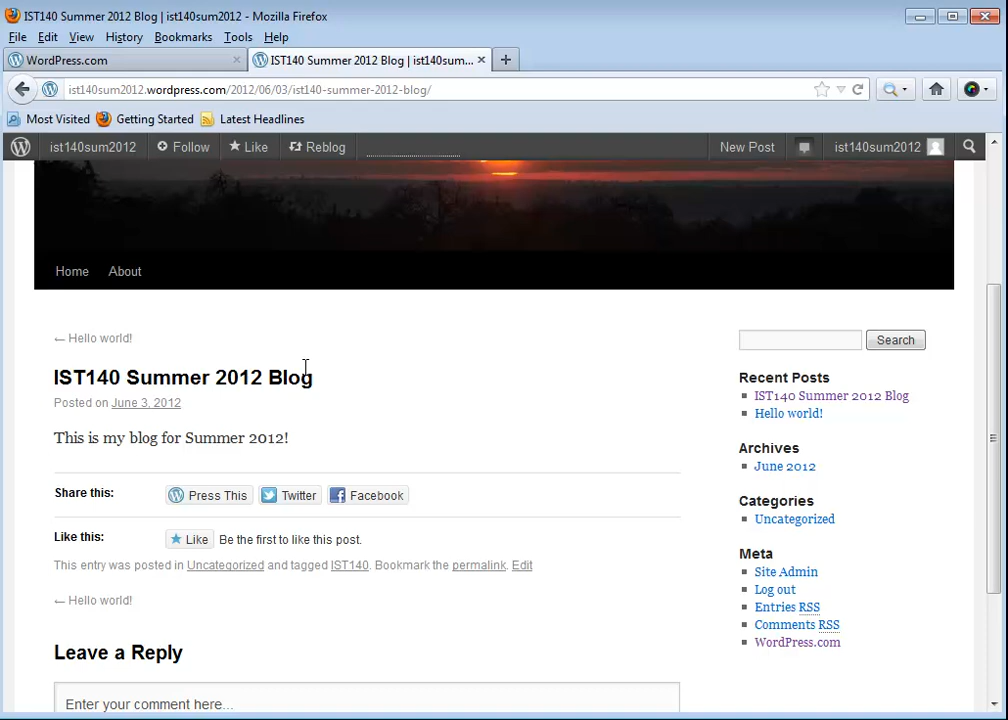 IST140 Summer 2012 Blog | ist140sum2012 - Mozilla Firefox
File Edit View History Bookmarks Tools Help
WordPress.com
IST140 Summer 2012 Blog | ist140sum...
ist140sum2012.wordpress.com/2012/06/03/ist140-summer-2012-blog/
Most Visited Getting Started Latest Headlines
ist140sum2012 Follow Like Reblog New Post ist140sum2012
Home About
← Hello world!
IST140 Summer 2012 Blog
Posted on June 3, 2012
This is my blog for Summer 2012!
Share this: Press This Twitter Facebook
Like this: Like Be the first to like this post.
This entry was posted in Uncategorized and tagged IST140. Bookmark the permalink. Edit
← Hello world!
Leave a Reply
Enter your comment here...
Search
Recent Posts
IST140 Summer 2012 Blog
Hello world!
Archives
June 2012
Categories
Uncategorized
Meta
Site Admin
Log out
Entries RSS
Comments RSS
WordPress.com